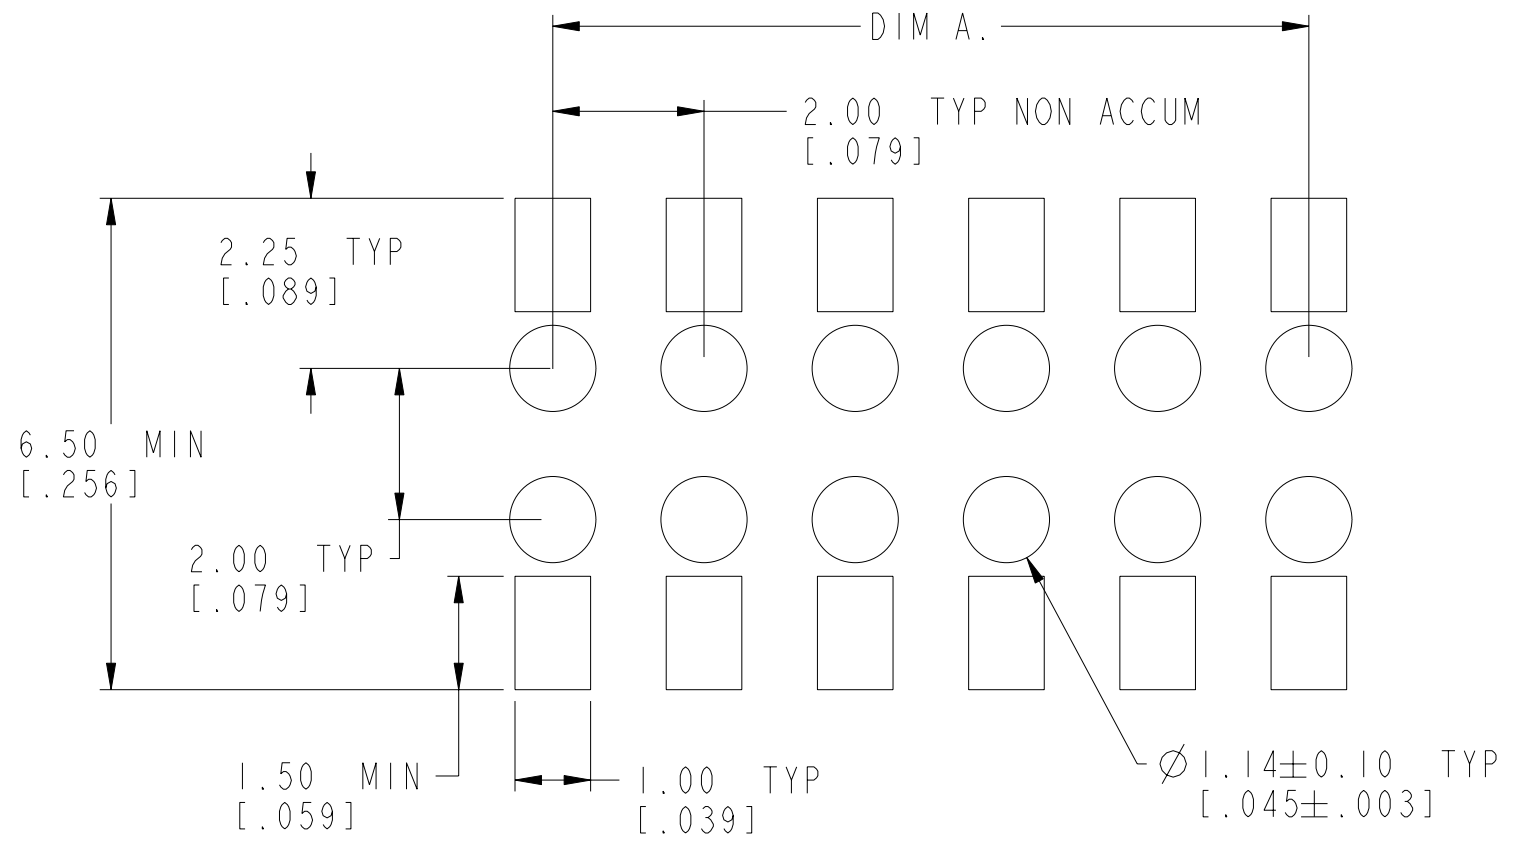 DIM A.
2.00 TYP NON ACCUM
[.079]
2.25 TYP
[.089]
6.50 MIN
[.256]
2.00 TYP
[.079]
1.50 MIN
[.059]
1.00 TYP
[.039]
Ø1.14±0.10 TYP
[.045±.003]